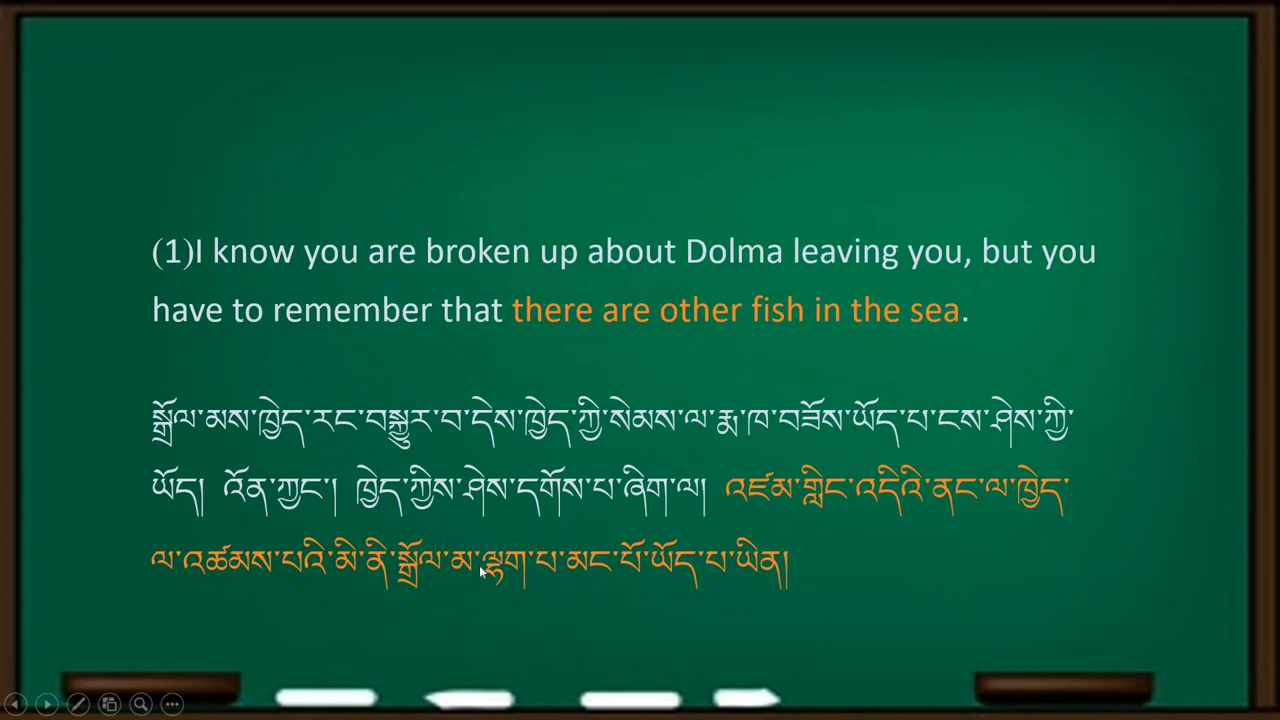 (1)I know you are broken up about Dolma leaving you, but you
have to remember that there are other fish in the sea.
སྒྲོལ་མས་ཁྱེད་རང་བསྐྱུར་བ་དེས་ཁྱེད་ཀྱི་སེམས་ལ་རྨ་ཁ་བཟོས་ཡོད་པ་ངས་ཤེས་ཀྱི་
ཡོད། འོན་ཀྱང་། ཁྱེད་ཀྱིས་ཤེས་དགོས་པ་ཞིག་ལ། འཛམ་གླིང་འདིའི་ནང་ལ་ཁྱེད་
ལ་འཚམས་པའི་མི་ནི་སྒྲོལ་མ་ལྷག་པ་མང་པོ་ཡོད་པ་ཡིན།